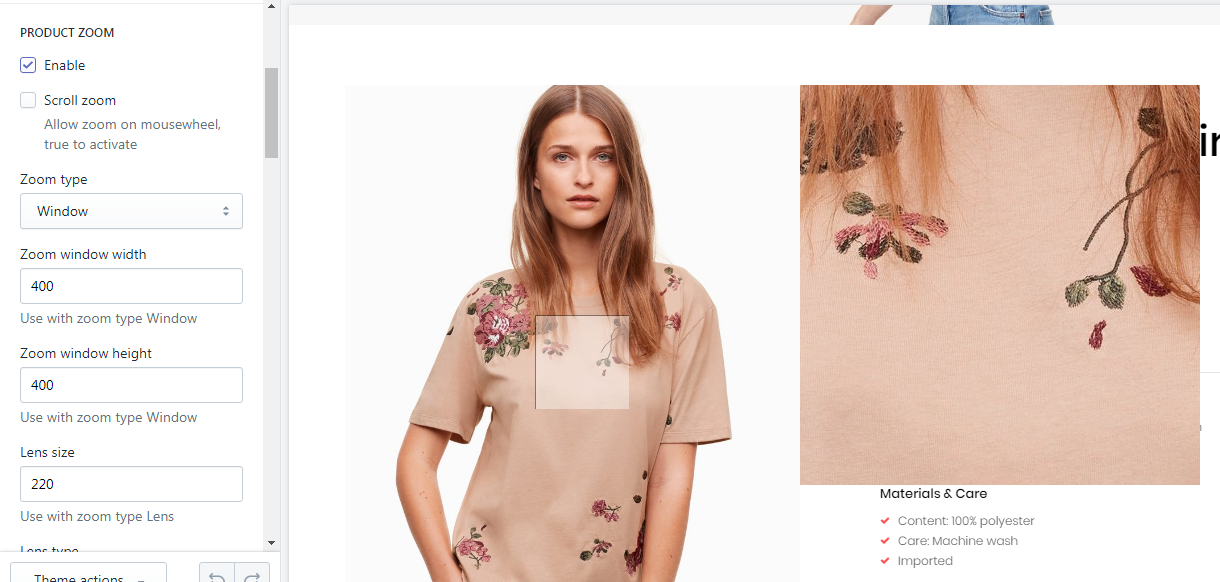 PRODUCT ZOOM
Enable
Scroll zoom
Allow zoom on mousewheel,
true to activate
Zoom type
Window
Zoom window width
400
Use with zoom type Window
Zoom window height
400
Use with zoom type Window
Lens size
220
Use with zoom type Lens
Lens type
Theme actions
Materials & Care
Content: 100% polyester
Care: Machine wash
Imported